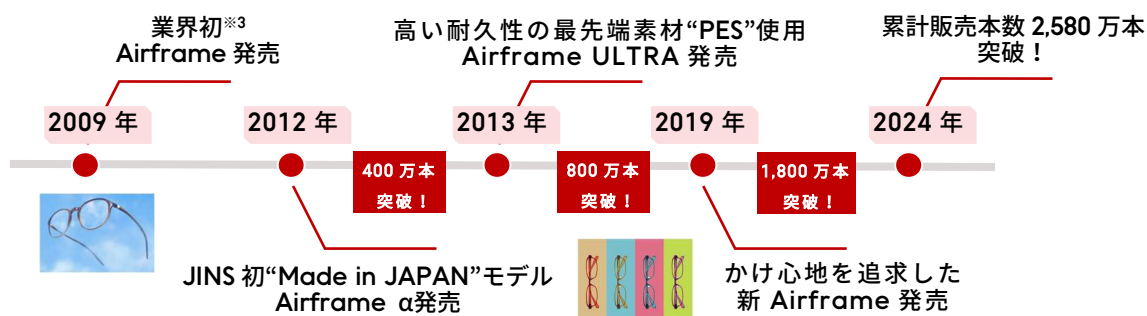 業界初※3
Airframe 発売
高い耐久性の最先端素材“PES”使用
Airframe ULTRA 発売
累計販売本数 2,580 万本
突破！
2009 年
2012 年
2013 年
2019 年
2024 年
400 万本
突破！
800 万本
突破！
1,800 万本
突破！
JINS 初“Made in JAPAN”モデル
Airframe α発売
かけ心地を追求した
新 Airframe 発売